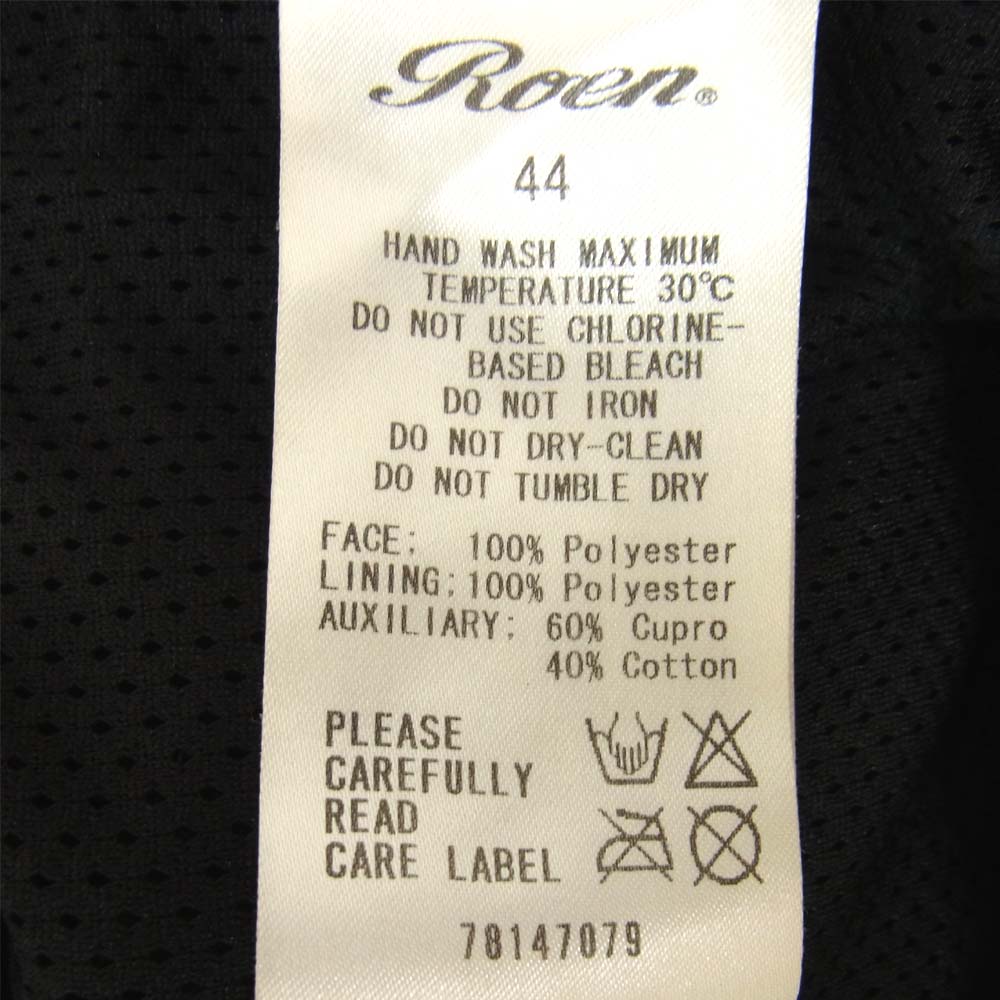 Roen®
44
HAND WASH MAXIMUM
TEMPERATURE 30℃
DO NOT USE CHLORINE-
BASED BLEACH
DO NOT IRON
DO NOT DRY-CLEAN
DO NOT TUMBLE DRY
FACE: 100% Polyester
LINING: 100% Polyester
AUXILIARY: 60% Cupro
40% Cotton
PLEASE
CAREFULLY
READ
CARE LABEL
78147079